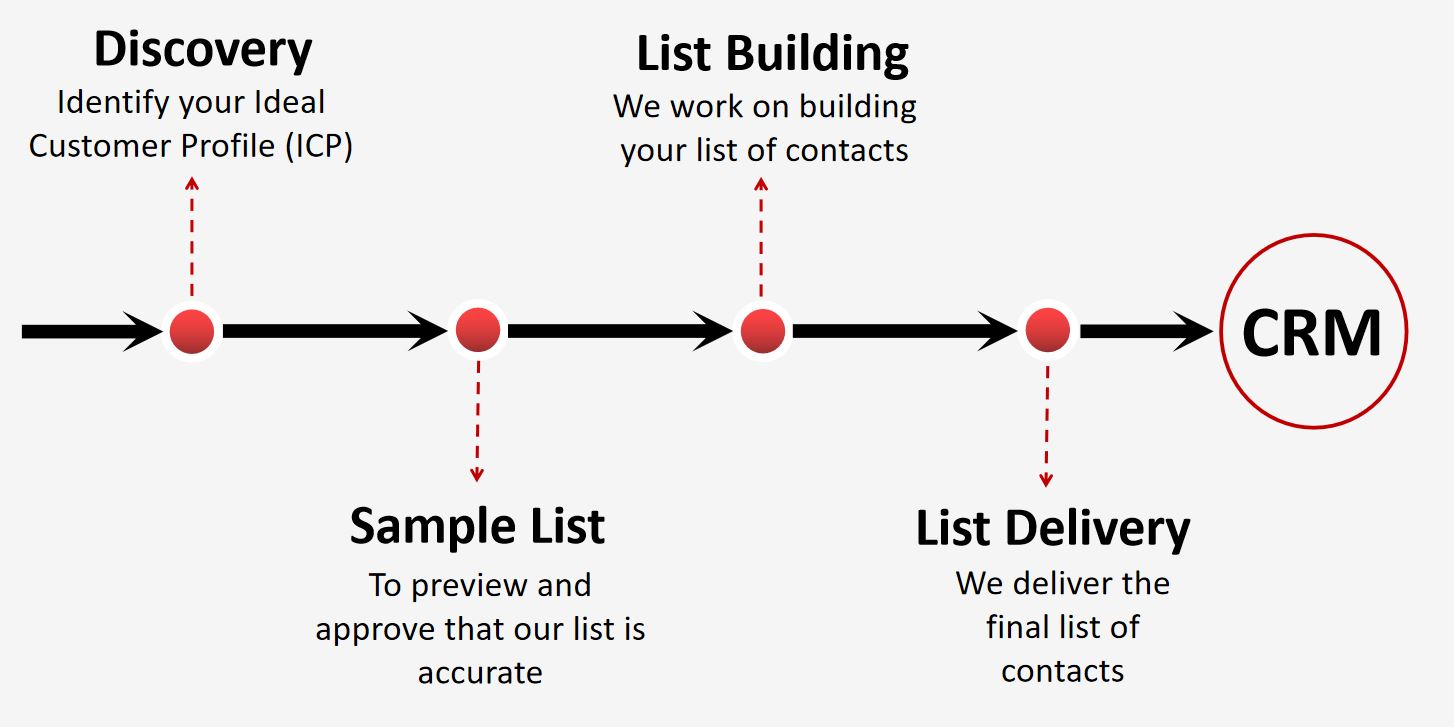 Discovery
Identify your Ideal
Customer Profile (ICP)
Sample List
To preview and
approve that our list is
accurate
List Building
We work on building
your list of contacts
List Delivery
We deliver the
final list of
contacts
CRM